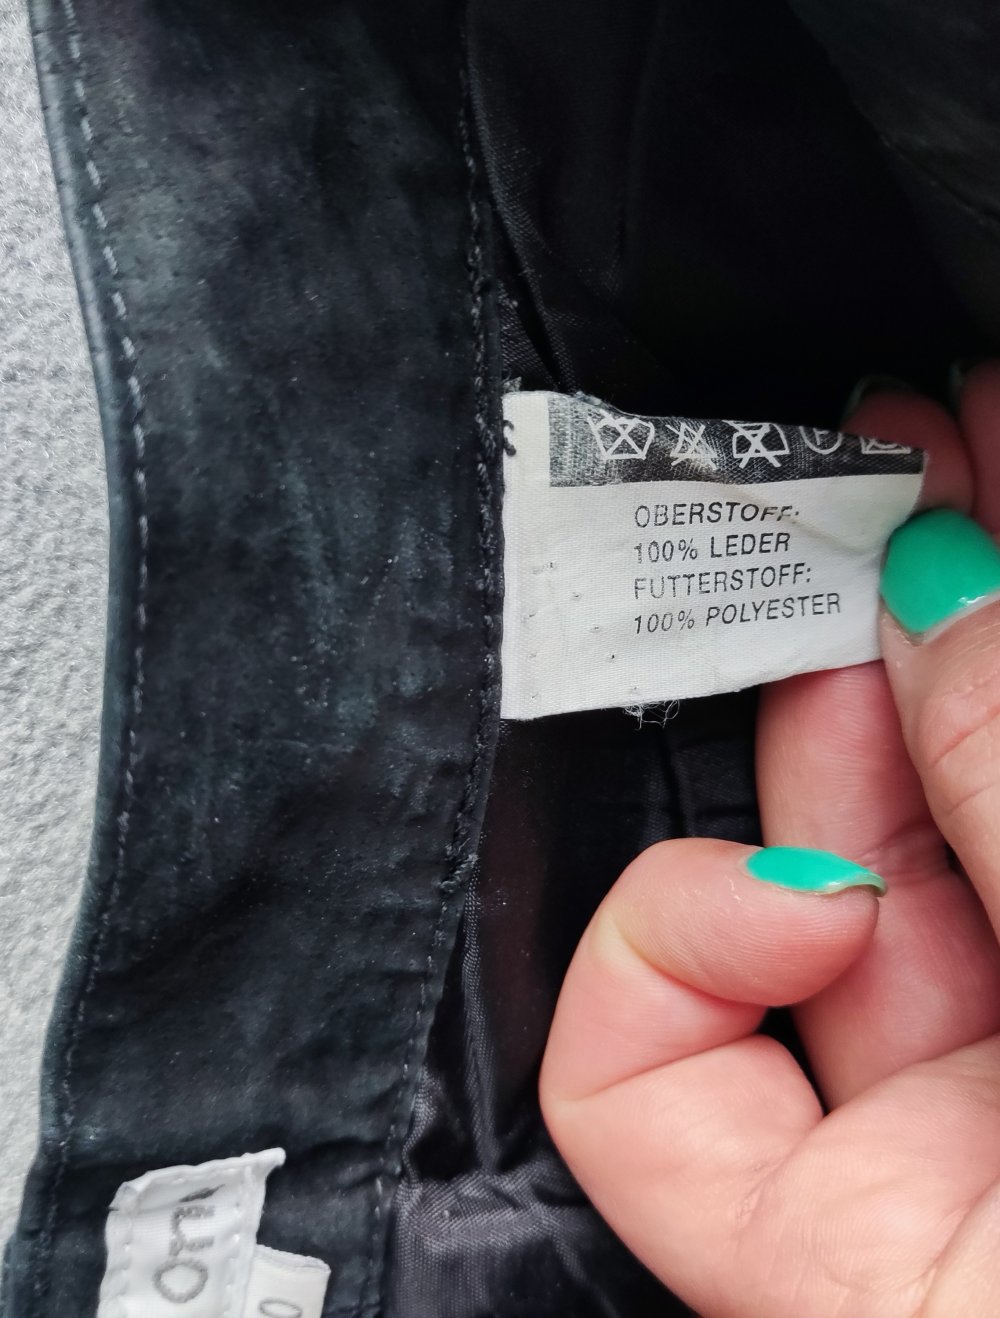 OBERSTOFF:
100% LEDER
FUTTERSTOFF:
100% POLYESTER
P